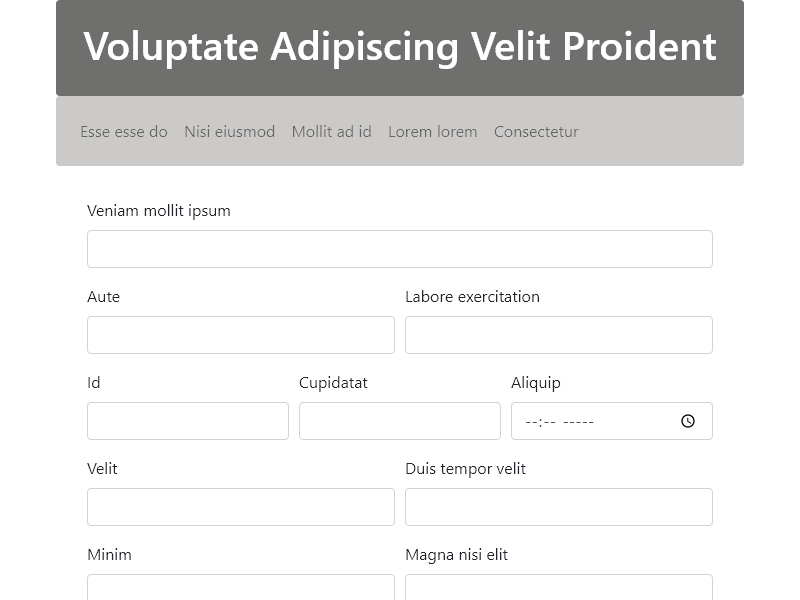 Voluptate Adipiscing Velit Proident
Esse esse do Nisi eiusmod Mollit ad id Lorem lorem Consectetur
Veniam mollit ipsum
Aute Labore exercitation
Id Cupidatat Aliquip
--:-- -----
Velit Duis tempor velit
Minim Magna nisi elit